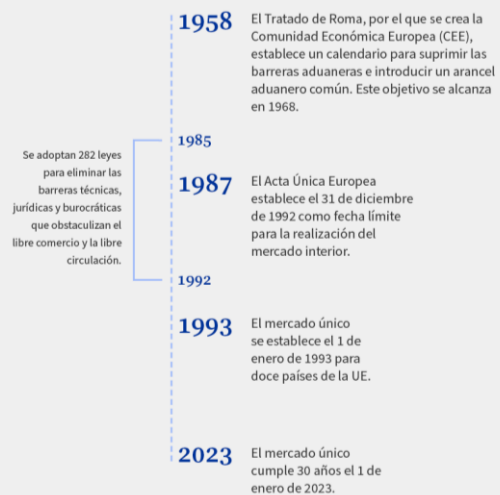 1958
El Tratado de Roma, por el que se crea la
Comunidad Económica Europea (CEE),
establece un calendario para suprimir las
barreras aduaneras e introducir un arancel
aduanero común. Este objetivo se alcanza
en 1968.
1985
Se adoptan 282 leyes
para eliminar las
barreras técnicas,
jurídicas y burocráticas
que obstaculizan el
libre comercio y la libre
circulación.
1987
El Acta Única Europea
establece el 31 de diciembre
de 1992 como fecha límite
para la realización del
mercado interior.
1992
1993
El mercado único
se establece el 1 de
enero de 1993 para
doce países de la UE.
2023
El mercado único
cumple 30 años el 1 de
enero de 2023.